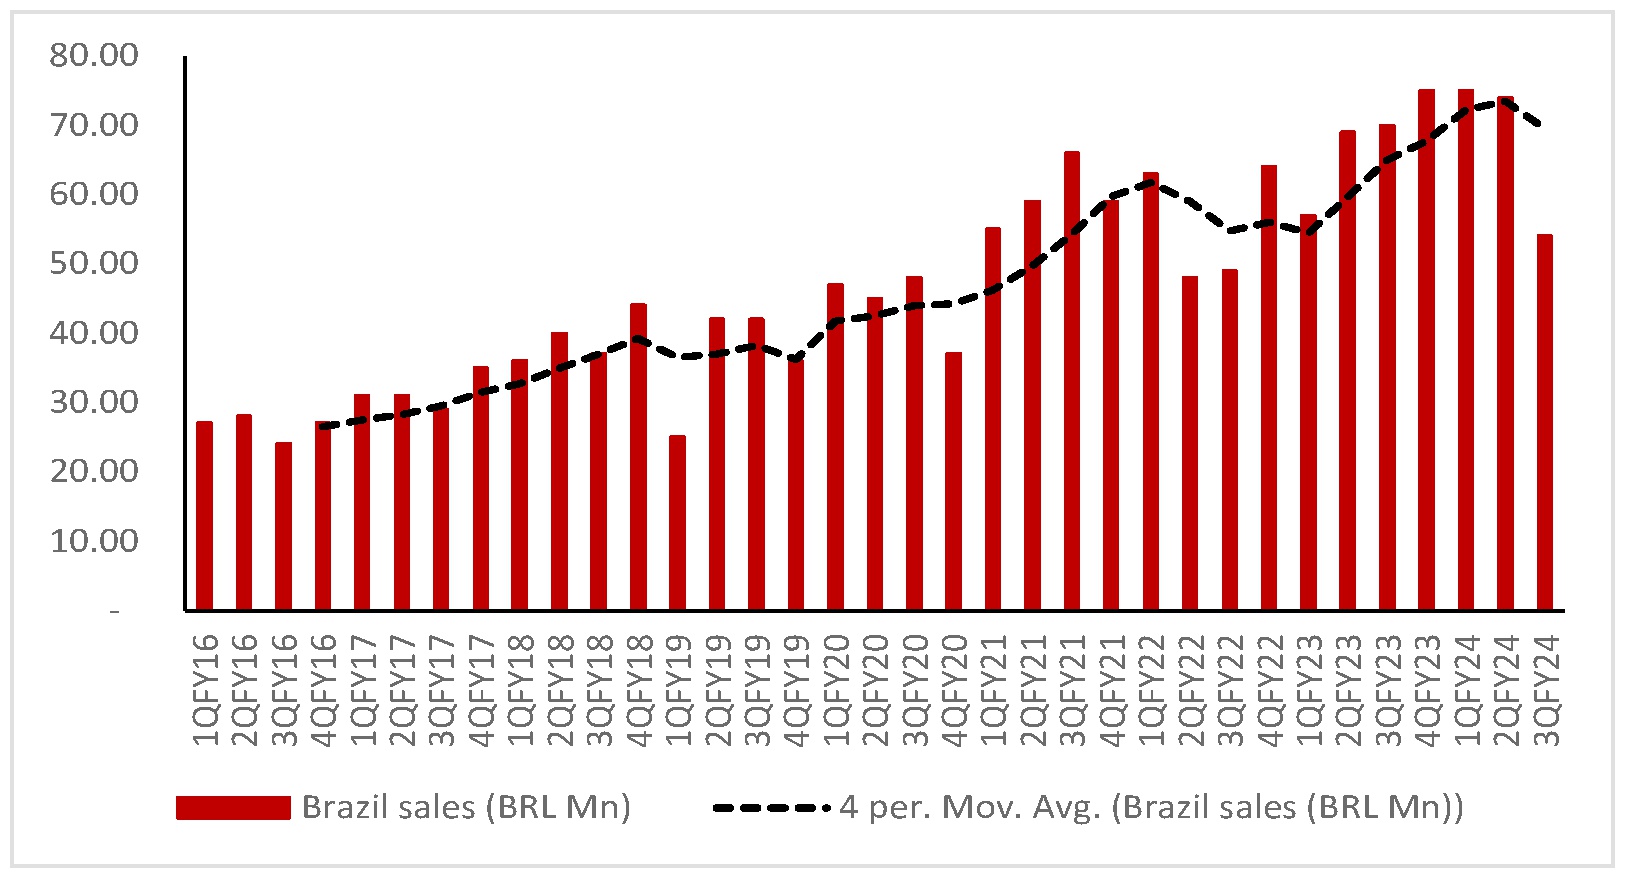 80.00
70.00
60.00
50.00
40.00
30.00
20.00
10.00
-
1QFY16
2QFY16
3QFY16
4QFY16
1QFY17
2QFY17
3QFY17
4QFY17
1QFY18
2QFY18
3QFY18
4QFY18
1QFY19
2QFY19
3QFY19
4QFY19
1QFY20
2QFY20
3QFY20
4QFY20
1QFY21
2QFY21
3QFY21
4QFY21
1QFY22
2QFY22
3QFY22
4QFY22
1QFY23
2QFY23
3QFY23
4QFY23
1QFY24
2QFY24
3QFY24
Brazil sales (BRL Mn)
4 per. Mov. Avg. (Brazil sales (BRL Mn))